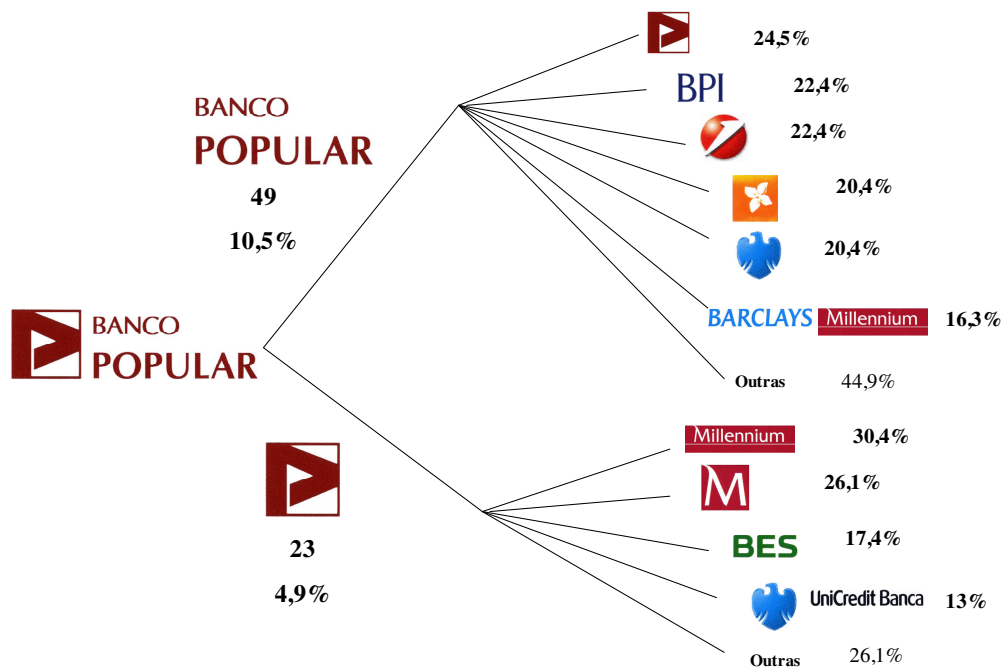 24,5%
BPI 22,4%
22,4%
BANCO
POPULAR
49
10,5%
20,4%
20,4%
BARCLAYS Millennium 16,3%
Outras 44,9%
BANCO
POPULAR
Millennium 30,4%
M 26,1%
23
4,9%
BES 17,4%
UniCredit Banca 13%
Outras 26,1%